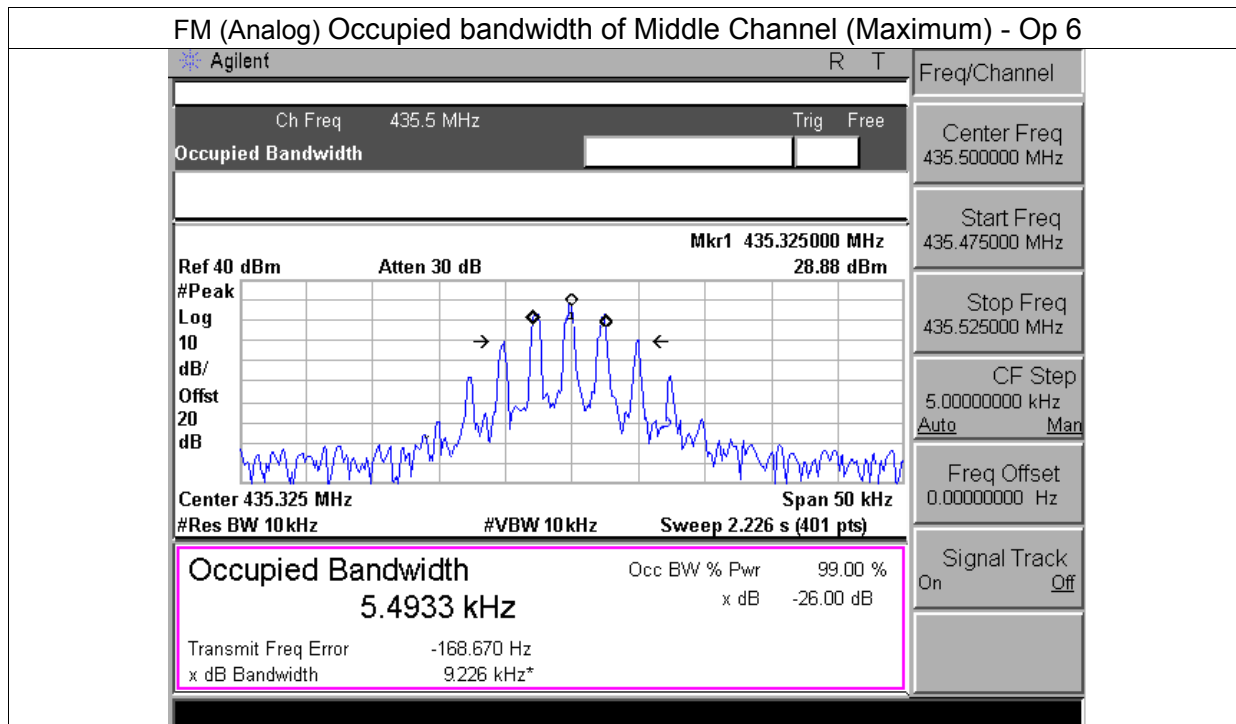 FM (Analog) Occupied bandwidth of Middle Channel (Maximum) - Op 6
Agilent R T
Freq/Channel
Ch Freq 435.5 MHz Trig Free
Occupied Bandwidth
Center Freq
435.500000 MHz
Start Freq
435.475000 MHz
Stop Freq
435.525000 MHz
CF Step
5.00000000 kHz
Auto Man
Freq Offset
0.00000000 Hz
Signal Track
On Off
Mkr1 435.325000 MHz
Ref 40 dBm Atten 30 dB 28.88 dBm
#Peak
Log
10
dB/
Offst
20
dB
Center 435.325 MHz Span 50 kHz
#Res BW 10 kHz #VBW 10 kHz Sweep 2.226 s (401 pts)
Occupied Bandwidth Occ BW % Pwr 99.00 %
5.4933 kHz x dB -26.00 dB
Transmit Freq Error -168.670 Hz
x dB Bandwidth 9.226 kHz*